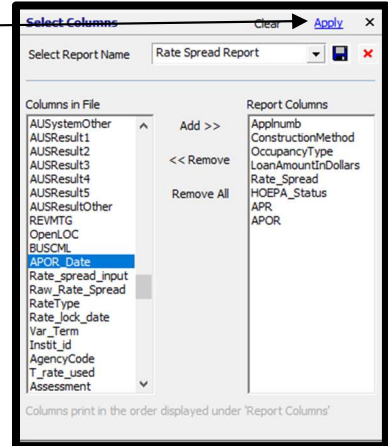 Select Columns Clear Apply ×
Select Report Name Rate Spread Report
Columns in File
AUSystemOther
AUSResult1
AUSResult2
AUSResult3
AUSResult4
AUSResult5
AUSResultOther
REVMTG
OpenLOC
BUSCML
APOR_Date
Rate_spread_input
Raw_Rate_Spread
RateType
Rate_lock_date
Var_Term
Instit_id
AgencyCode
T_rate_used
Assessment
Add >>
<< Remove
Remove All
Report Columns
Applnumb
ConstructionMethod
OccupancyType
LoanAmountInDollars
Rate_Spread
HOEPA_Status
APR
APOR
Columns print in the order displayed under 'Report Columns'